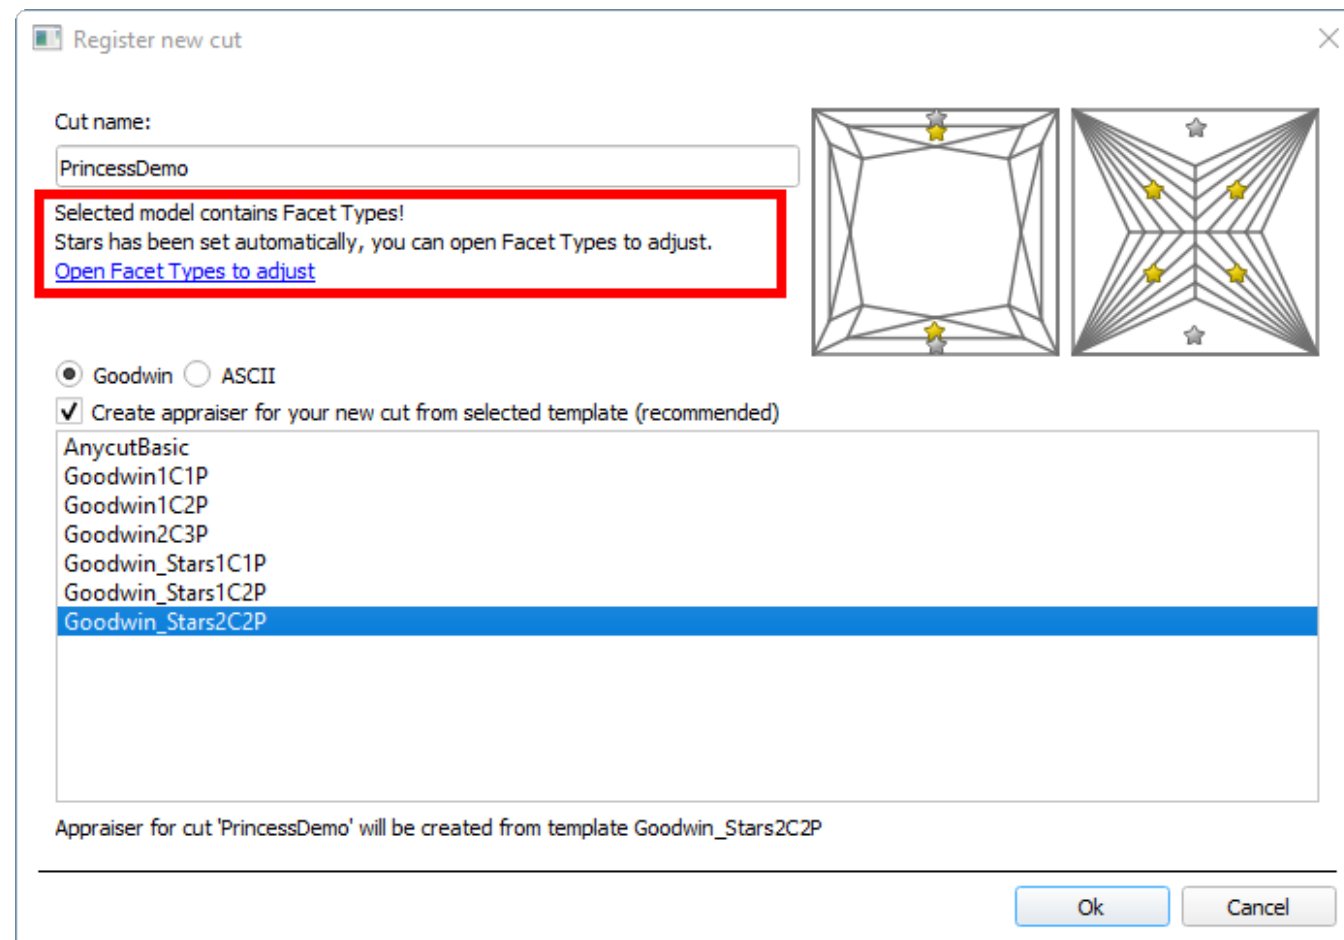 Register new cut
Cut name:
PrincessDemo
Selected model contains Facet Types!
Stars has been set automatically, you can open Facet Types to adjust.
Open Facet Types to adjust
Goodwin ASCII
Create appraiser for your new cut from selected template (recommended)
AnycutBasic
Goodwin1C1P
Goodwin1C2P
Goodwin2C3P
Goodwin_Stars1C1P
Goodwin_Stars1C2P
Goodwin_Stars2C2P
Appraiser for cut 'PrincessDemo' will be created from template Goodwin_Stars2C2P
Ok Cancel